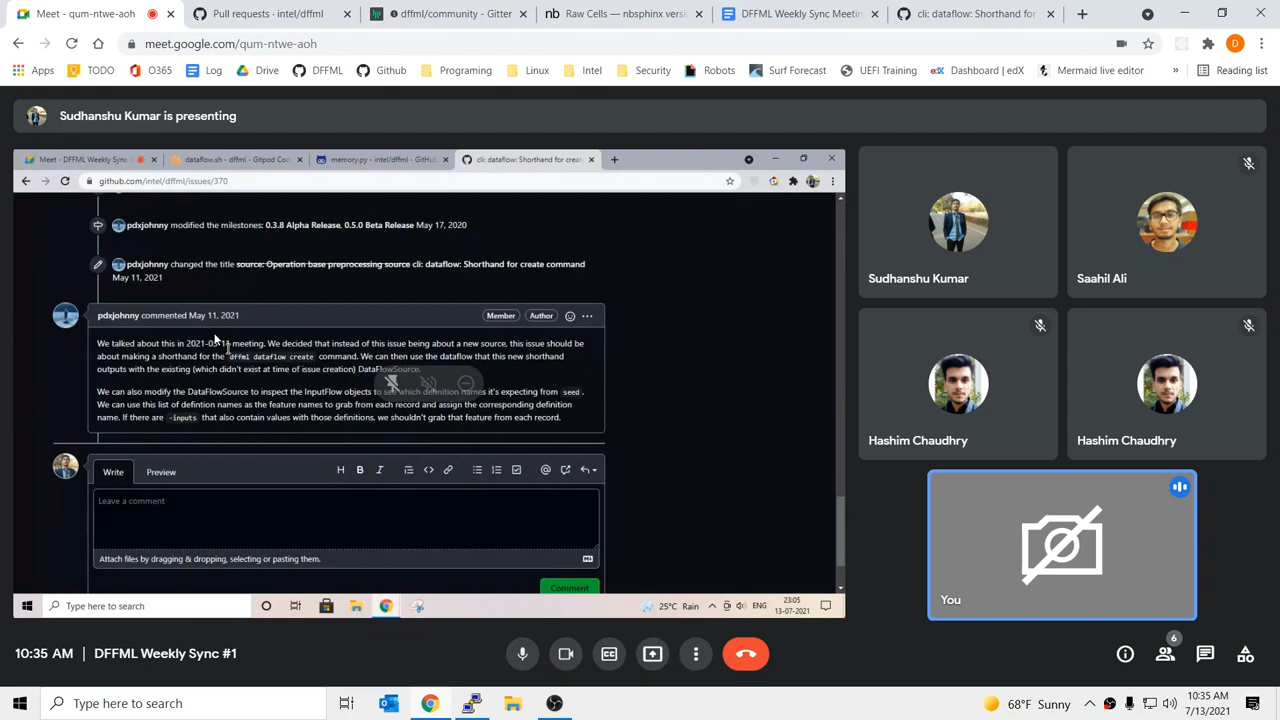 Meet - qum-ntwe-aoh
Pull requests · intel/dffml
dffml/community - Gitter
nb Raw Cells — nbsphinx versi
DFFML Weekly Sync Meetin
cli: dataflow: Shorthand for
meet.google.com/qum-ntwe-aoh
Apps TODO O365 Log Drive DFFML Github Programing Linux Intel Security Robots Surf Forecast UEFI Training edX Dashboard | edX Mermaid live editor » Reading list
Sudhanshu Kumar is presenting
Meet - DFFML Weekly Sync
dataflow.sh - dffml - Gitpod Co
memory.py - intel/dffml - GitHu
cli: dataflow: Shorthand for crea
github.com/intel/dffml/issues/370
pdxjohnny modified the milestones: 0.3.8 Alpha Release, 0.5.0 Beta Release May 17, 2020
pdxjohnny changed the title source: Operation base preprocessing source cli: dataflow: Shorthand for create command
May 11, 2021
pdxjohnny commented May 11, 2021 Member Author
We talked about this in 2021-05-11 meeting. We decided that instead of this issue being about a new source, this issue should be
about making a shorthand for the dffml dataflow create command. We can then use the dataflow that this new shorthand
outputs with the existing (which didn't exist at time of issue creation) DataFlowSource.
We can also modify the DataFlowSource to inspect the InputFlow objects to see which definition names it's expecting from seed.
We can use this list of defintion names as the feature names to grab from each record and assign the corresponding definition
name. If there are -inputs that also contain values with those definitions, we shouldn't grab that feature from each record.
Write Preview
Leave a comment
Attach files by dragging & dropping, selecting or pasting them.
Comment
Type here to search
25°C Rain
ENG
23:05
13-07-2021
Sudhanshu Kumar
Saahil Ali
Hashim Chaudhry
Hashim Chaudhry
You
10:35 AM | DFFML Weekly Sync #1
6
Type here to search
68°F Sunny
10:35 AM
7/13/2021